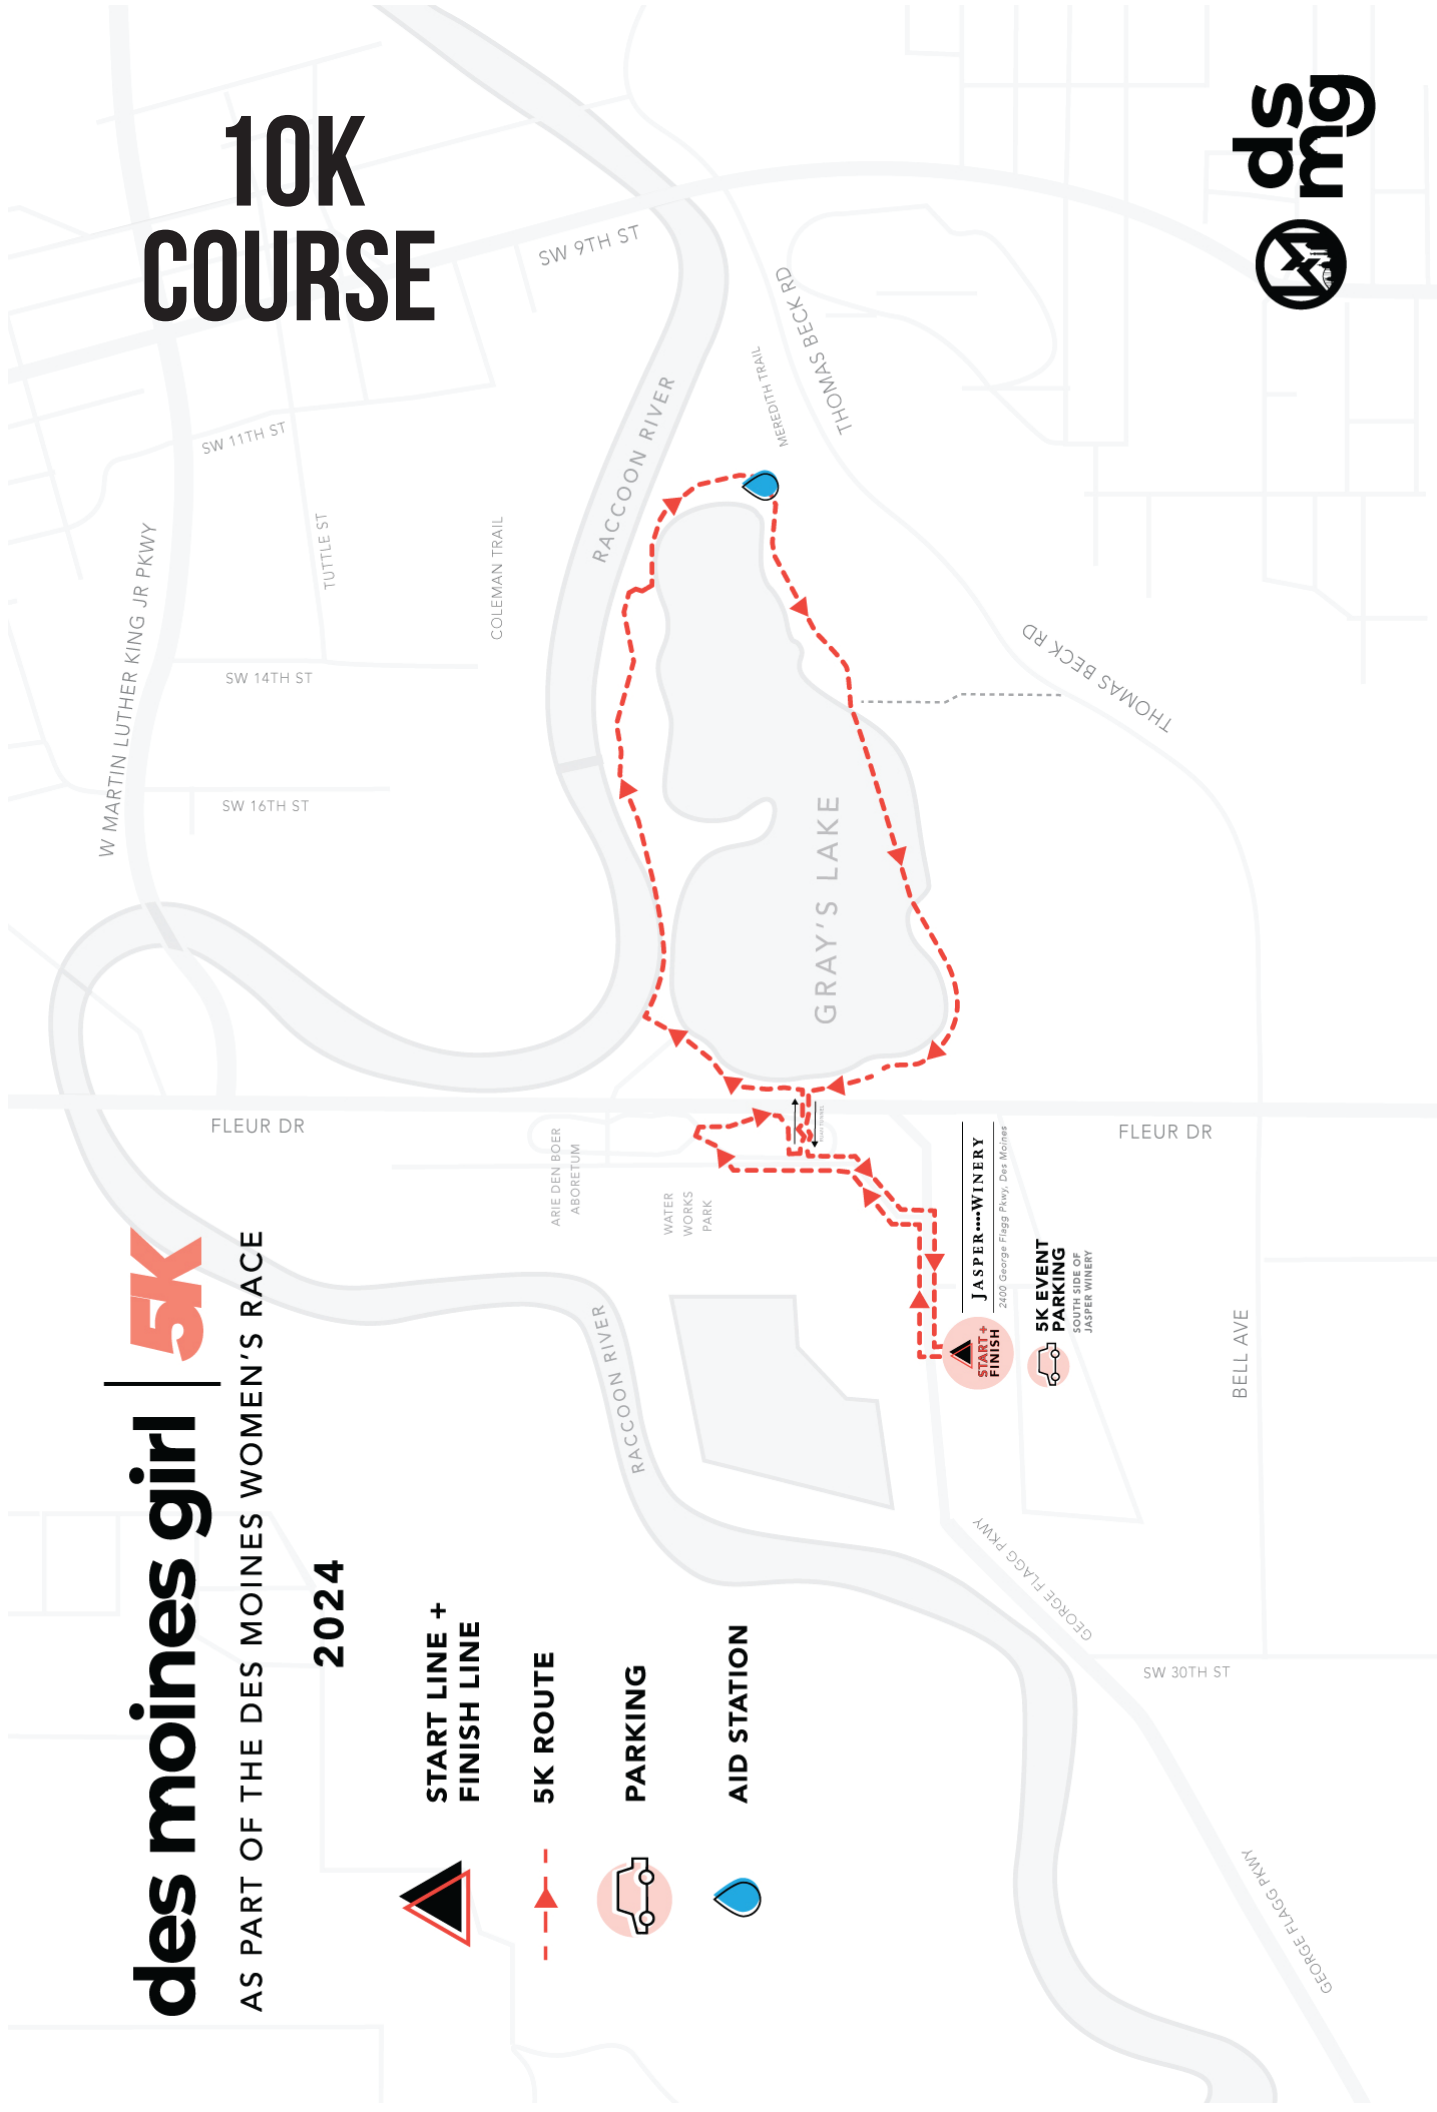 10K
COURSE
ds
mg
des moines girl | 5K
AS PART OF THE DES MOINES WOMEN'S RACE
2024
START LINE +
FINISH LINE
5K ROUTE
PARKING
AID STATION
SW 9TH ST
THOMAS BECK RD
MEREDITH TRAIL
RACCOON RIVER
SW 11TH ST
TUTTLE ST
COLEMAN TRAIL
W MARTIN LUTHER KING JR PKWY
SW 14TH ST
SW 16TH ST
THOMAS BECK RD
GRAY'S LAKE
FLEUR DR
FLEUR DR
ARIE DEN BOER
ABORETUM
WATER
WORKS
PARK
JASPER••••WINERY
2400 George Flagg Pkwy, Des Moines
START +
FINISH
5K EVENT
PARKING
SOUTH SIDE OF
JASPER WINERY
RACCOON RIVER
BELL AVE
GEORGE FLAGG PKWY
SW 30TH ST
GEORGE FLAGG PKWY